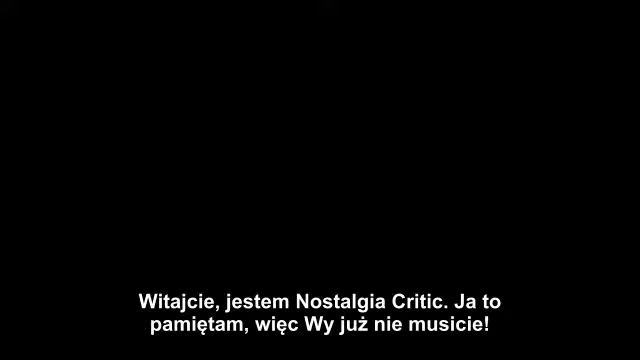 Witajcie, jestem Nostalgia Critic. Ja to
pamiętam, więc Wy już nie musicie!